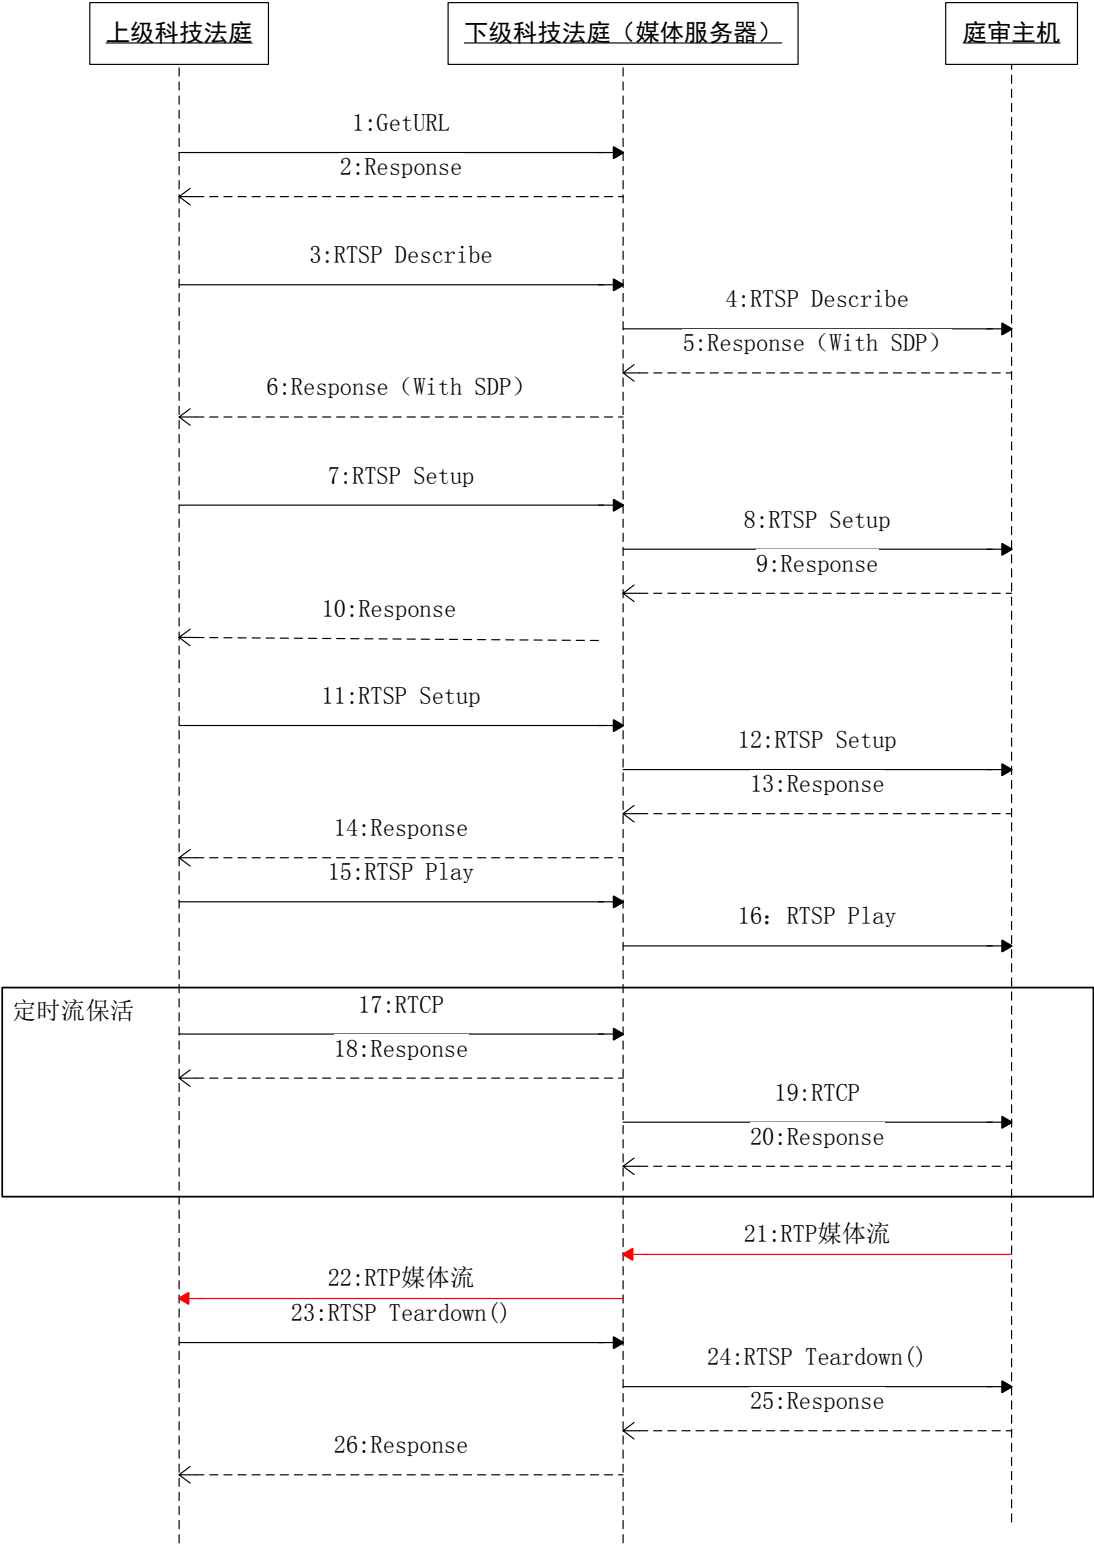 上级科技法庭
下级科技法庭（媒体服务器）
庭审主机
1:GetURL
2:Response
3:RTSP Describe
4:RTSP Describe
5:Response（With SDP）
6:Response（With SDP）
7:RTSP Setup
8:RTSP Setup
9:Response
10:Response
11:RTSP Setup
12:RTSP Setup
13:Response
14:Response
15:RTSP Play
16：RTSP Play
定时流保活
17:RTCP
18:Response
19:RTCP
20:Response
21:RTP媒体流
22:RTP媒体流
23:RTSP Teardown()
24:RTSP Teardown()
25:Response
26:Response